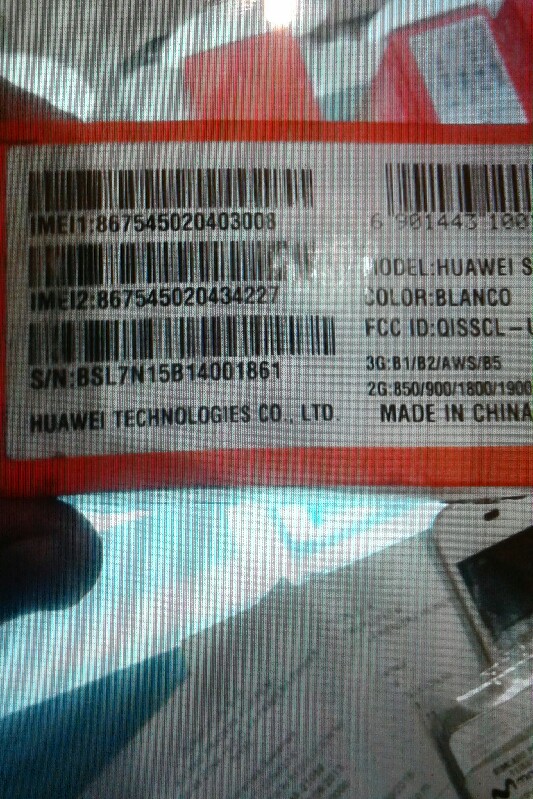 IMEI1:867545020403008
IMEI2:867545020434227
S/N:BSL7N15B14001861
HUAWEI TECHNOLOGIES CO., LTD.
6 901443 100
MODEL:HUAWEI S
COLOR:BLANCO
FCC ID:QISSCL-U
3G:B1/B2/AWS/B5
2G:850/900/1800/1900
MADE IN CHINA